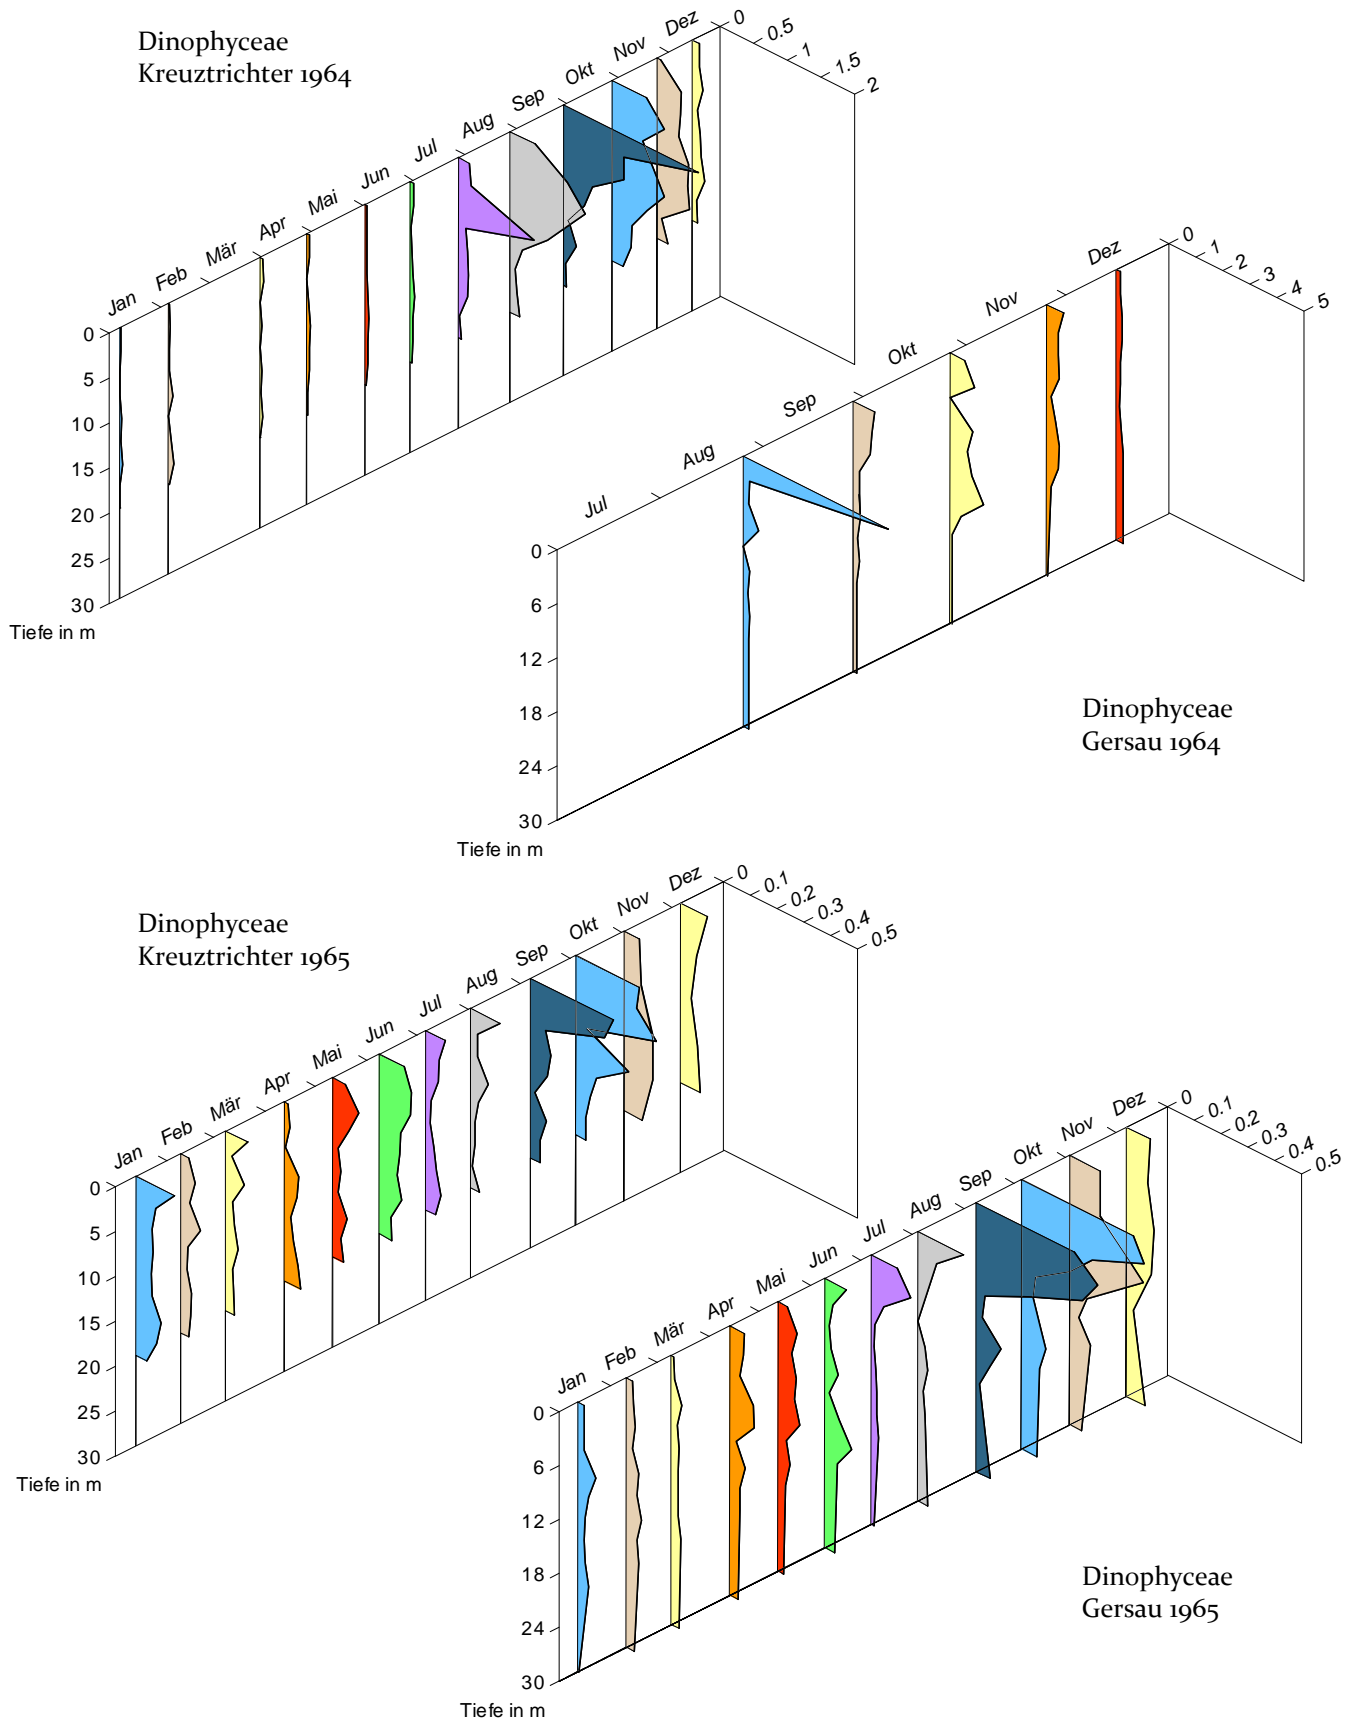 Dinophyceae
Kreuztrichter 1964
Jan Feb Mär Apr Mai Jun Jul Aug Sep Okt Nov Dez
0 0.5 1 1.5 2
0
5
10
15
20
25
30
Tiefe in m
Jul Aug Sep Okt Nov Dez
0 1 2 3 4 5
0
6
12
18
24
30
Tiefe in m
Dinophyceae
Gersau 1964
Dinophyceae
Kreuztrichter 1965
Jan Feb Mär Apr Mai Jun Jul Aug Sep Okt Nov Dez
0 0.1 0.2 0.3 0.4 0.5
0
5
10
15
20
25
30
Tiefe in m
Jan Feb Mär Apr Mai Jun Jul Aug Sep Okt Nov Dez
0 0.1 0.2 0.3 0.4 0.5
0
6
12
18
24
30
Tiefe in m
Dinophyceae
Gersau 1965